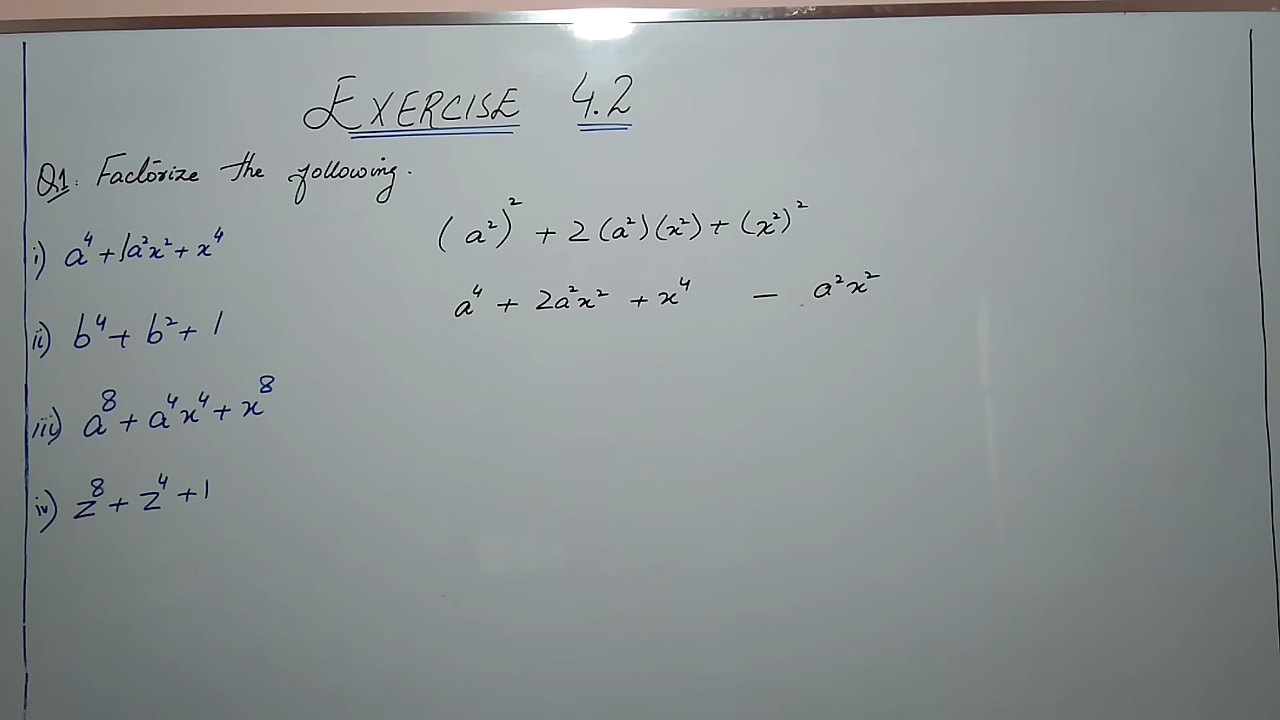 EXERCISE 4.2
Q1. Factorize the following.
i) a⁴ + 1a²x² + x⁴
ii) b⁴ + b² + 1
iii) a⁸ + a⁴x⁴ + x⁸
iv) z⁸ + z⁴ + 1
(a²)² + 2(a²)(x²) + (x²)²
a⁴ + 2a²x² + x⁴ - a²x²